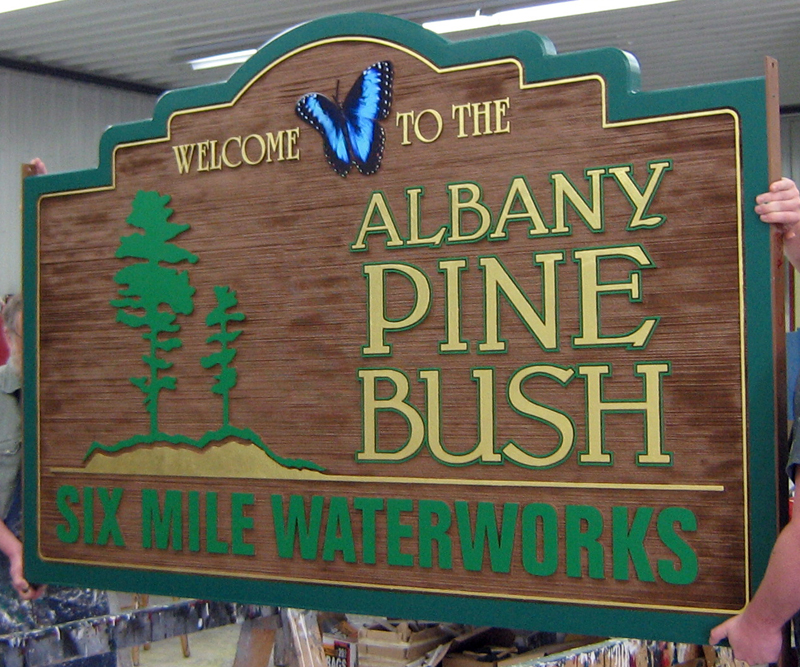 WELCOME TO THE
ALBANY
PINE
BUSH
SIX MILE WATERWORKS